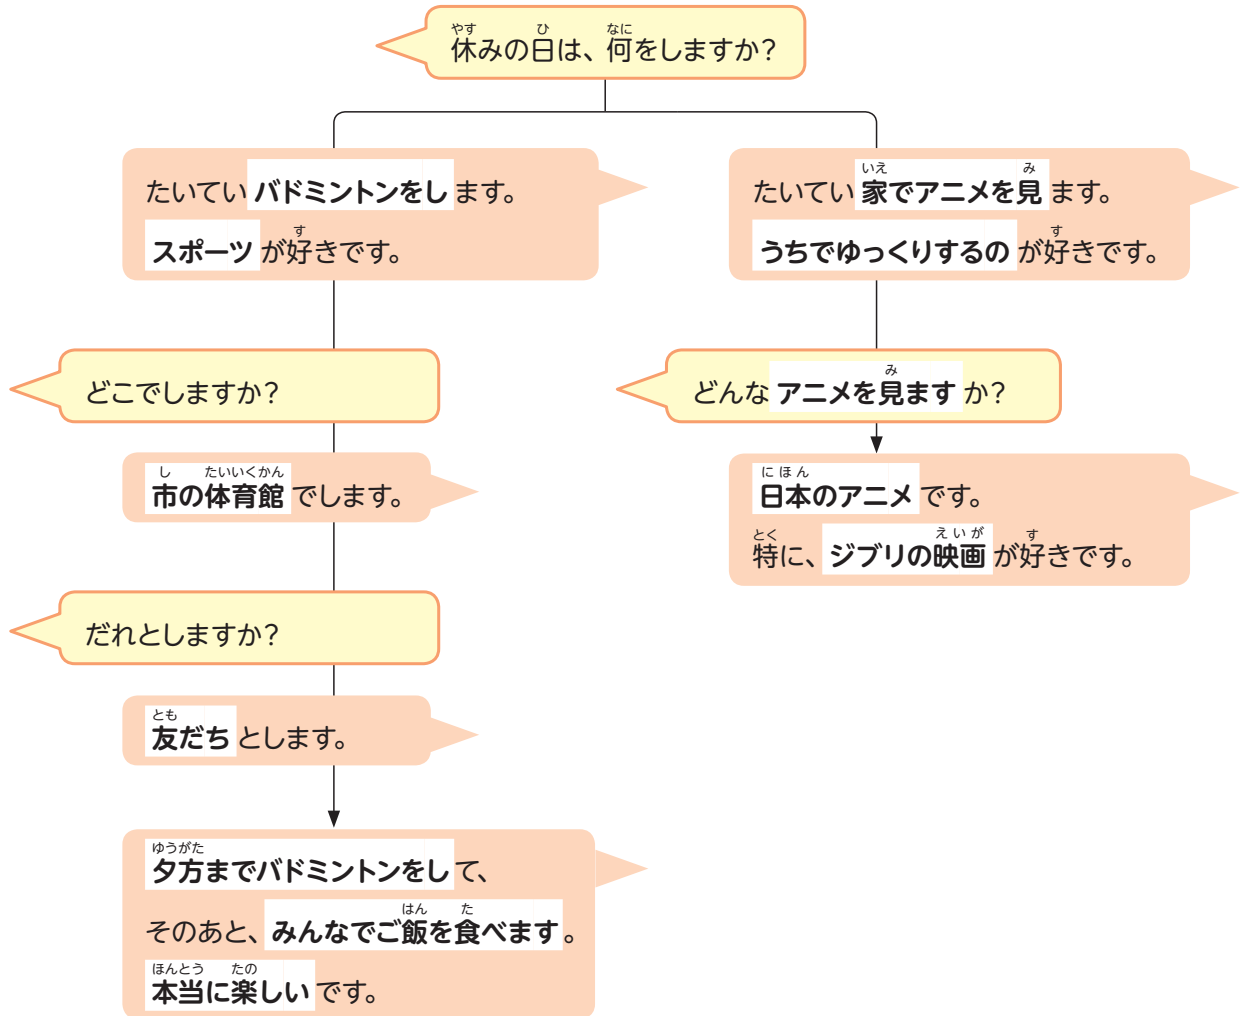 休みの日は、何をしますか？
たいていバドミントンをします。
スポーツが好きです。
どこでしますか？
市の体育館でします。
だれとしますか？
友だちとします。
夕方までバドミントンをして、
そのあと、みんなでご飯を食べます。
本当に楽しいです。
たいてい家でアニメを見ます。
うちでゆっくりするのが好きです。
どんなアニメを見ますか？
日本のアニメです。
特に、ジブリの映画が好きです。